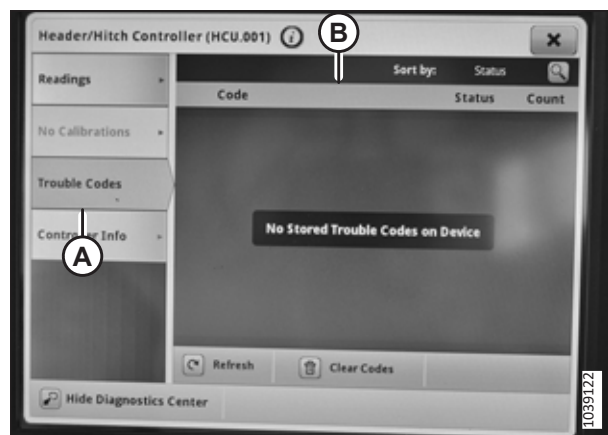 Header/Hitch Controller (HCU.001) i
B
Readings
Sort by: Status
Code Status Count
No Calibrations
Trouble Codes
No Stored Trouble Codes on Device
Controller Info
A
Refresh Clear Codes
Hide Diagnostics Center
1039122